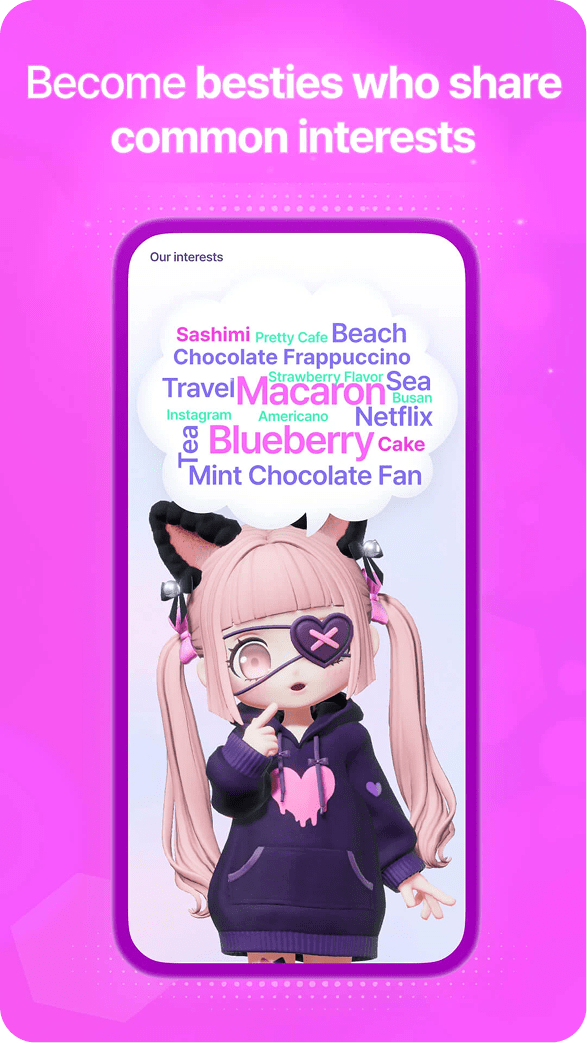 Become besties who share
common interests
Our interests
Sashimi Pretty Cafe Beach
Chocolate Frappuccino
Strawberry Flavor
Travel Macaron Sea
Busan
Instagram Americano Netflix
Tea Blueberry Cake
Mint Chocolate Fan